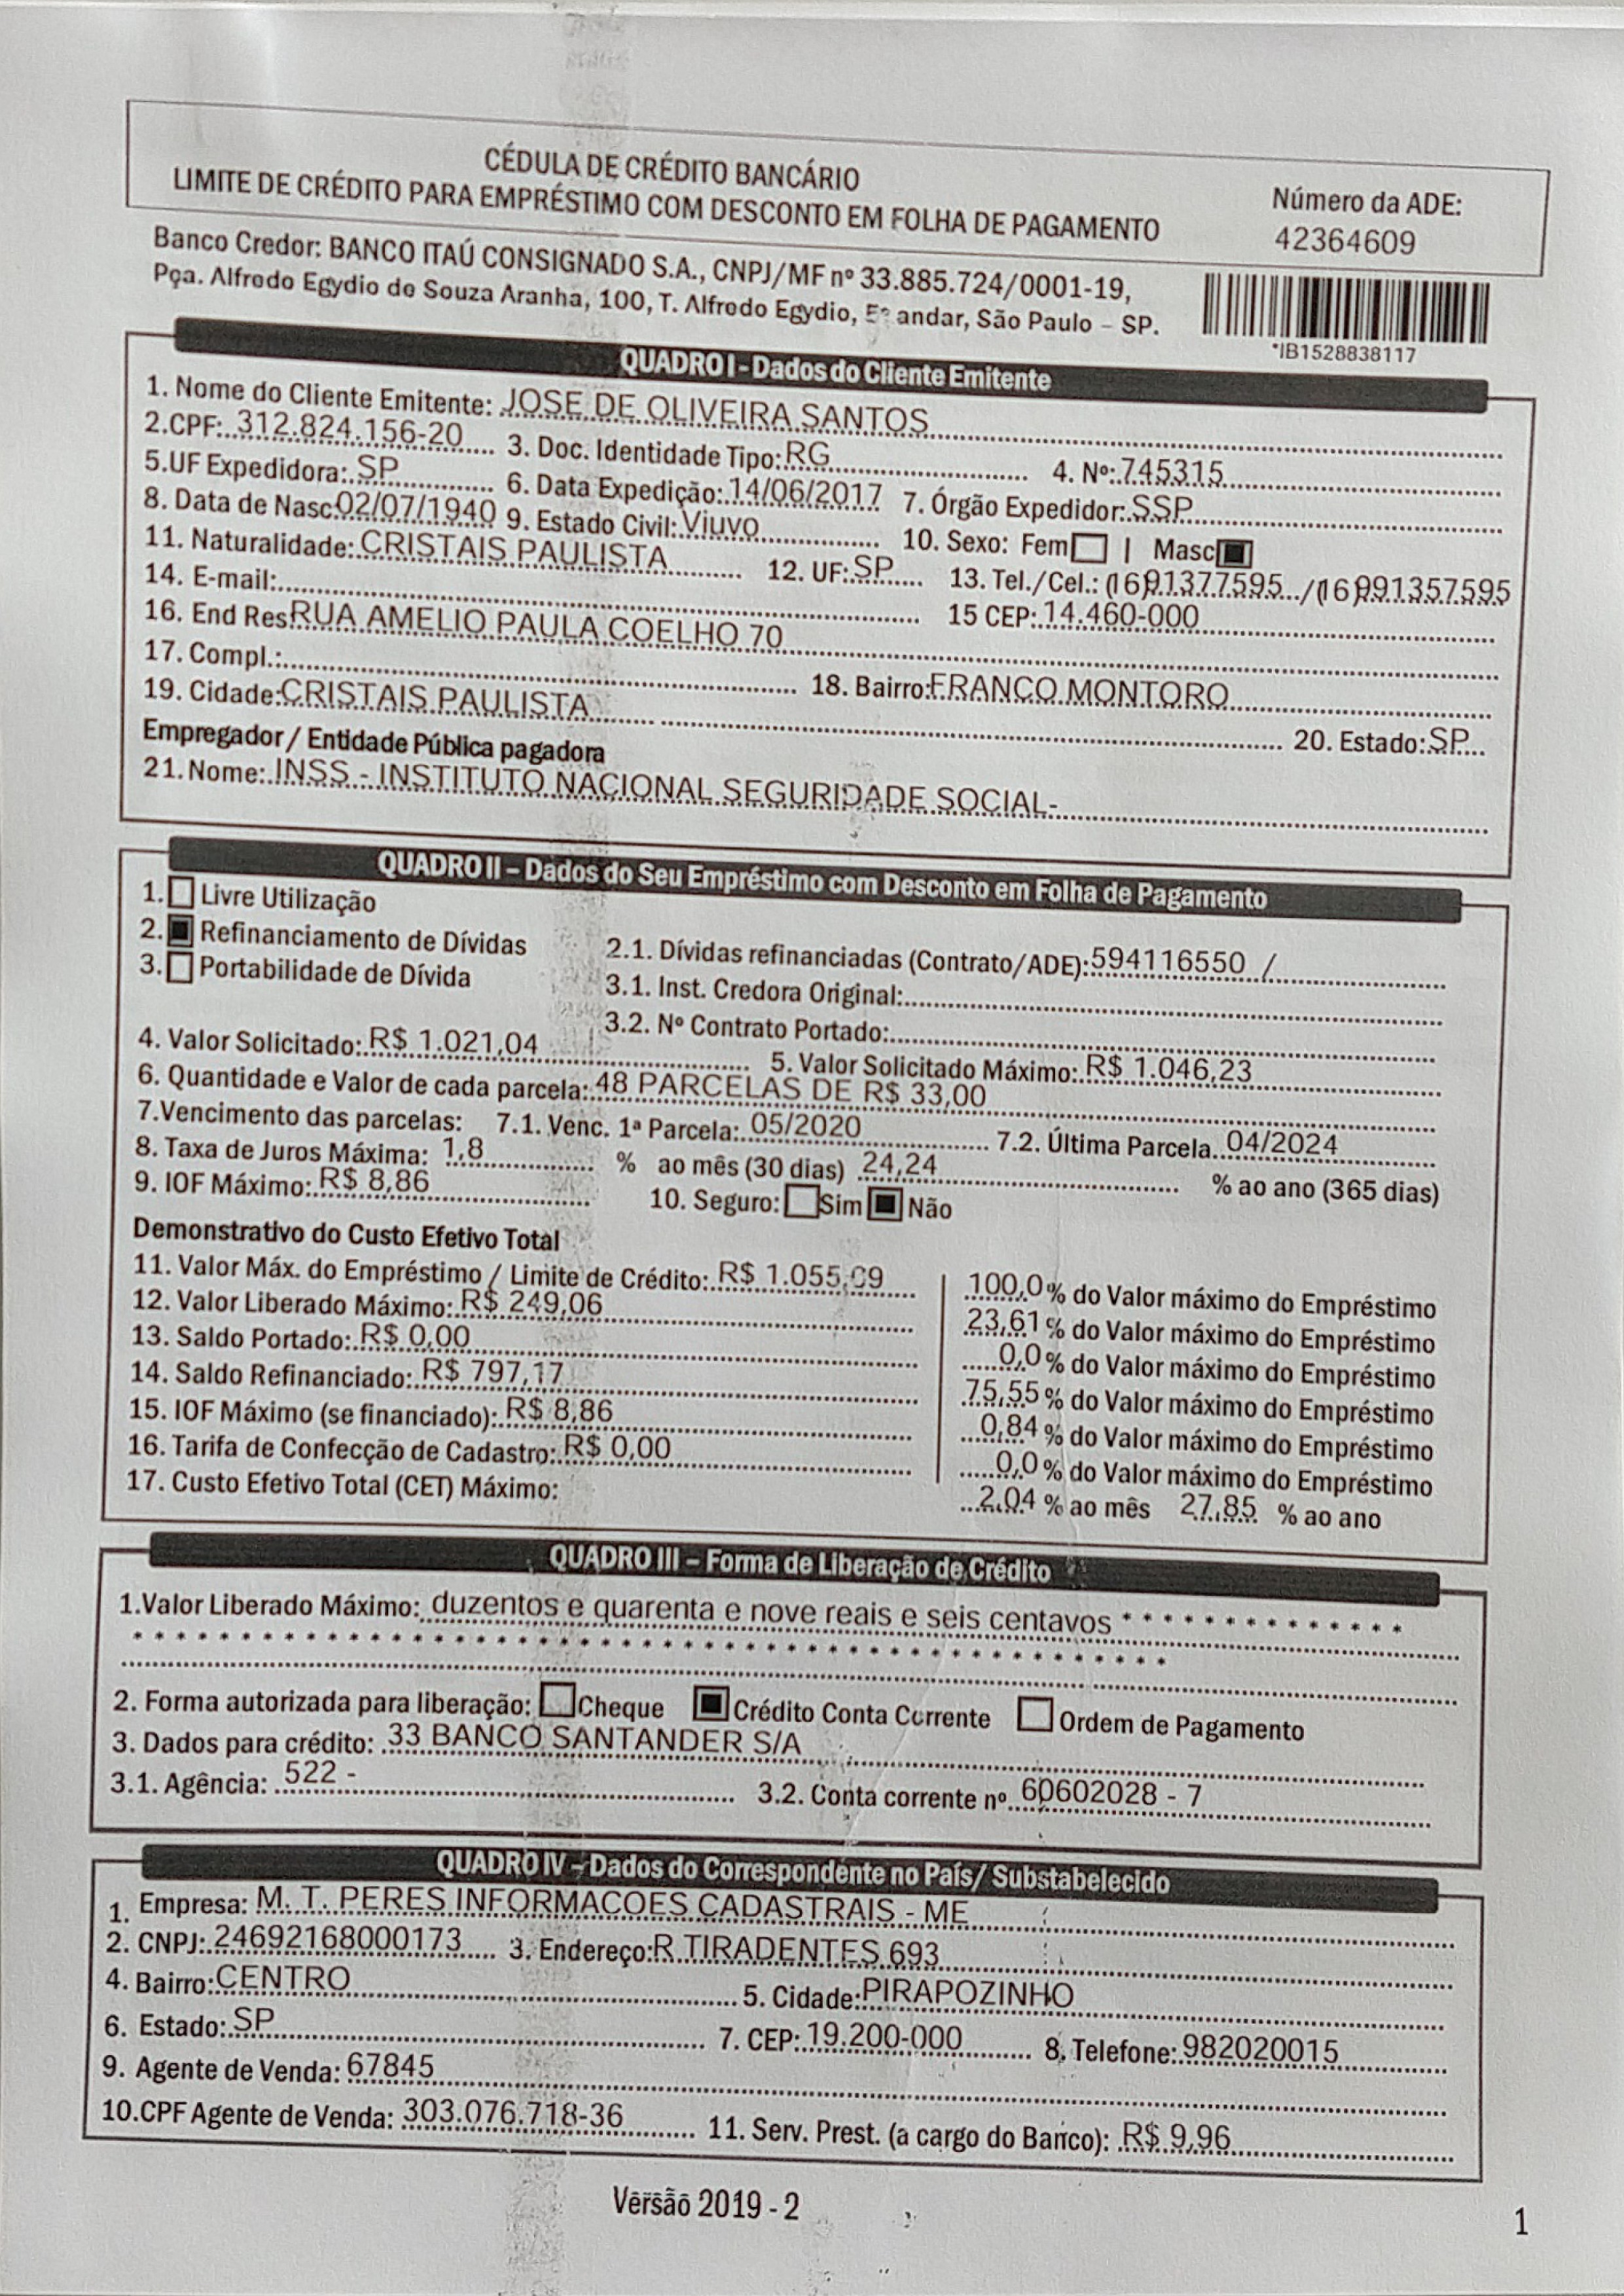 CÉDULA DE CRÉDITO BANCÁRIO
LIMITE DE CRÉDITO PARA EMPRÉSTIMO COM DESCONTO EM FOLHA DE PAGAMENTO
Número da ADE:
42364609
Banco Credor: BANCO ITAÚ CONSIGNADO S.A., CNPJ/MF nº 33.885.724/0001-19,
Pça. Alfredo Egydio de Souza Aranha, 100, T. Alfredo Egydio, andar, São Paulo – SP.
*IB1528838117
QUADRO I - Dados do Cliente Emitente
1. Nome do Cliente Emitente: JOSE DE OLIVEIRA SANTOS
2.CPF: 312.824.156-20 3. Doc. Identidade Tipo: RG 4. Nº: 745315
5.UF Expedidora: SP 6. Data Expedição: 14/06/2017 7. Órgão Expedidor: SSP
8. Data de Nasc: 02/07/1940 9. Estado Civil: Viuvo 10. Sexo: Fem | Masc
11. Naturalidade: CRISTAIS PAULISTA 12. UF: SP 13. Tel./Cel.: (16)91377595 /(16)991357595
14. E-mail: 15 CEP: 14.460-000
16. End Res: RUA AMELIO PAULA COELHO 70
17. Compl.: 18. Bairro: FRANCO MONTORO
19. Cidade: CRISTAIS PAULISTA 20. Estado: SP
Empregador / Entidade Pública pagadora
21. Nome: INSS - INSTITUTO NACIONAL SEGURIDADE SOCIAL-
QUADRO II – Dados do Seu Empréstimo com Desconto em Folha de Pagamento
1. Livre Utilização
2. Refinanciamento de Dívidas 2.1. Dívidas refinanciadas (Contrato/ADE): 594116550 /
3. Portabilidade de Dívida 3.1. Inst. Credora Original:
3.2. Nº Contrato Portado:
4. Valor Solicitado: R$ 1.021,04 5. Valor Solicitado Máximo: R$ 1.046,23
6. Quantidade e Valor de cada parcela: 48 PARCELAS DE R$ 33,00
7.Vencimento das parcelas: 7.1. Venc. 1ª Parcela: 05/2020 7.2. Última Parcela 04/2024
8. Taxa de Juros Máxima: 1,8 % ao mês (30 dias) 24,24 % ao ano (365 dias)
9. IOF Máximo: R$ 8,86 10. Seguro: Sim Não
Demonstrativo do Custo Efetivo Total
11. Valor Máx. do Empréstimo / Limite de Crédito: R$ 1.055,09 100,0% do Valor máximo do Empréstimo
12. Valor Liberado Máximo: R$ 249,06 23,61% do Valor máximo do Empréstimo
13. Saldo Portado: R$ 0,00 0,0% do Valor máximo do Empréstimo
14. Saldo Refinanciado: R$ 797,17 75,55% do Valor máximo do Empréstimo
15. IOF Máximo (se financiado): R$ 8,86 0,84% do Valor máximo do Empréstimo
16. Tarifa de Confecção de Cadastro: R$ 0,00 0,0% do Valor máximo do Empréstimo
17. Custo Efetivo Total (CET) Máximo: 2,04 % ao mês 27,85 % ao ano
QUADRO III – Forma de Liberação de Crédito
1.Valor Liberado Máximo: duzentos e quarenta e nove reais e seis centavos * * * * * * * * * * * * *
* * * * * * * * * * * * * * * * * * * * * * * * * * * * * * * * * * * * * * * * * * * * * * *
2. Forma autorizada para liberação: Cheque Crédito Conta Corrente Ordem de Pagamento
3. Dados para crédito: 33 BANCO SANTANDER S/A
3.1. Agência: 522 - 3.2. Conta corrente nº 60602028 - 7
QUADRO IV – Dados do Correspondente no País/ Substabelecido
1. Empresa: M. T. PERES INFORMACOES CADASTRAIS - ME
2. CNPJ: 24692168000173 3. Endereço: R TIRADENTES 693
4. Bairro: CENTRO 5. Cidade: PIRAPOZINHO
6. Estado: SP 7. CEP: 19.200-000 8. Telefone: 982020015
9. Agente de Venda: 67845
10.CPF Agente de Venda: 303.076.718-36 11. Serv. Prest. (a cargo do Banco): R$ 9,96
Versão 2019 - 2
1